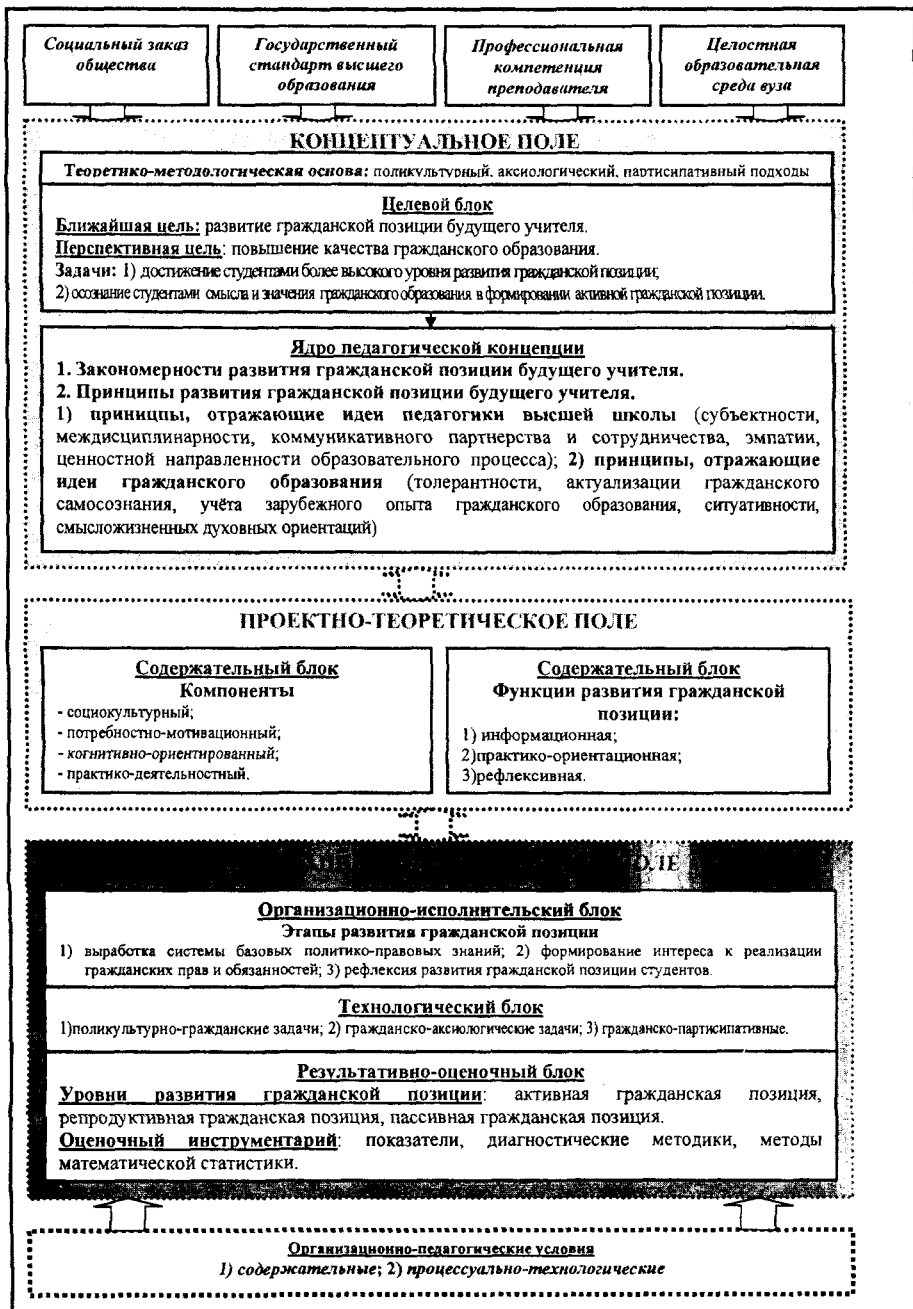 Социальный заказ
общества
Государственный
стандарт высшего
образования
Профессиональная
компетенция
преподавателя
Целостная
образовательная
среда вуза
КОНЦЕПТУАЛЬНОЕ ПОЛЕ
Теоретико-методологическая основа: поликультурный, аксиологический, партисипативный подходы
Целевой блок
Ближайшая цель: развитие гражданской позиции будущего учителя.
Перспективная цель: повышение качества гражданского образования.
Задачи: 1) достижение студентами более высокого уровня развития гражданской позиции;
2) осознание студентами смысла и значения гражданского образования в формировании активной гражданской позиции.
Ядро педагогической концепции
1. Закономерности развития гражданской позиции будущего учителя.
2. Принципы развития гражданской позиции будущего учителя.
1) принципы, отражающие идеи педагогики высшей школы (субъектности,
междисциплинарности, коммуникативного партнерства и сотрудничества, эмпатии,
ценностной направленности образовательного процесса); 2) принципы, отражающие
идеи гражданского образования (толерантности, актуализации гражданского
самосознания, учёта зарубежного опыта гражданского образования, ситуативности,
смысложизненных духовных ориентаций)
ПРОЕКТНО-ТЕОРЕТИЧЕСКОЕ ПОЛЕ
Содержательный блок
Компоненты
- социокультурный;
- потребностно-мотивационный;
- когнитивно-ориентированный;
- практико-деятельностный.
Содержательный блок
Функции развития гражданской
позиции:
1) информационная;
2)практико-ориентационная;
3)рефлексивная.
ПОЛЕ
Организационно-исполнительский блок
Этапы развития гражданской позиции
1) выработка системы базовых политико-правовых знаний; 2) формирование интереса к реализации
гражданских прав и обязанностей; 3) рефлексия развития гражданской позиции студентов.
Технологический блок
1)поликультурно-гражданские задачи; 2) гражданско-аксиологические задачи; 3) гражданско-партисипативные.
Результативно-оценочный блок
Уровни развития гражданской позиции: активная гражданская позиция,
репродуктивная гражданская позиция, пассивная гражданская позиция.
Оценочный инструментарий: показатели, диагностические методики, методы
математической статистики.
Организационно-педагогические условия
1) содержательные; 2) процессуально-технологические